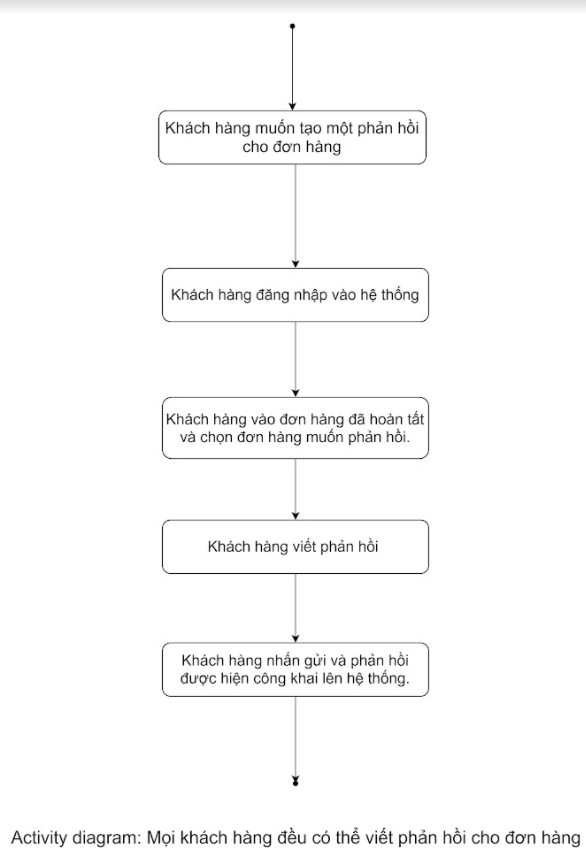 Khách hàng muốn tạo một phản hồi
cho đơn hàng
Khách hàng đăng nhập vào hệ thống
Khách hàng vào đơn hàng đã hoàn tất
và chọn đơn hàng muốn phản hồi.
Khách hàng viết phản hồi
Khách hàng nhấn gửi và phản hồi
được hiện công khai lên hệ thống.
Activity diagram: Mọi khách hàng đều có thể viết phản hồi cho đơn hàng